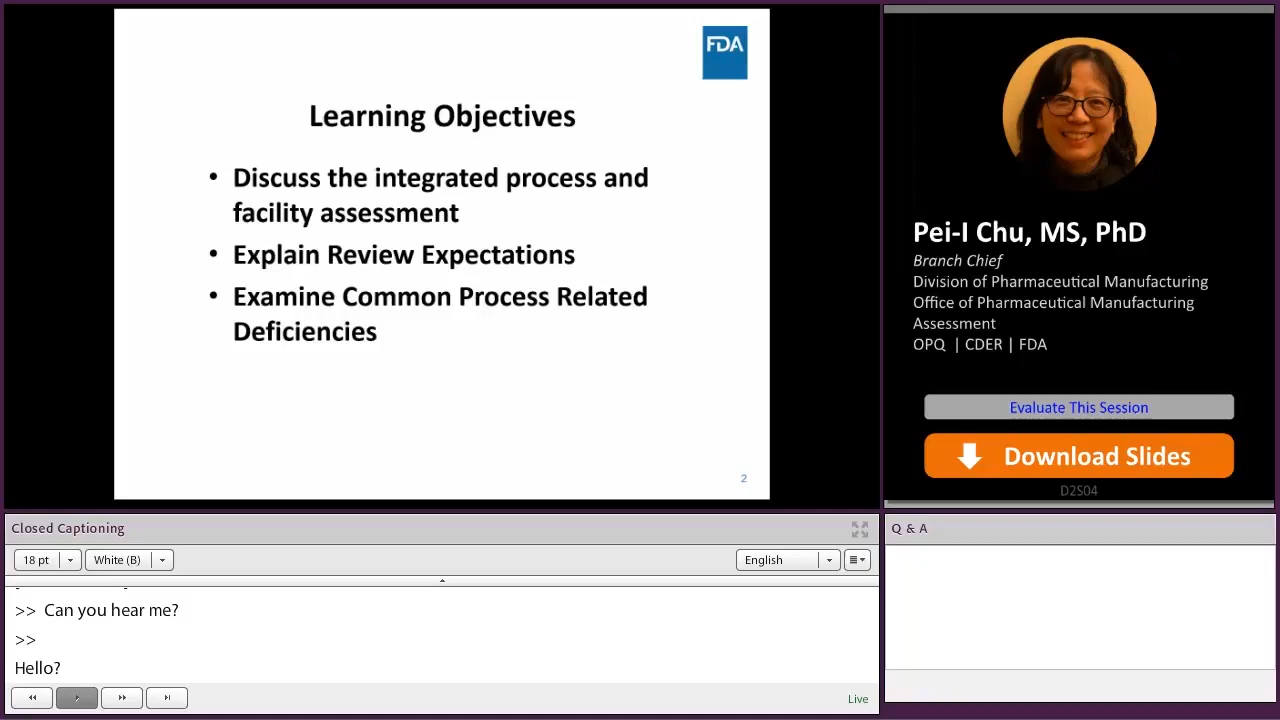 FDA
Learning Objectives
• Discuss the integrated process and
facility assessment
• Explain Review Expectations
• Examine Common Process Related
Deficiencies
2
Pei-I Chu, MS, PhD
Branch Chief
Division of Pharmaceutical Manufacturing
Office of Pharmaceutical Manufacturing
Assessment
OPQ | CDER | FDA
Evaluate This Session
Download Slides
D2S04
Closed Captioning
18 pt
White (B)
English
>> Can you hear me?
>>
Hello?
Live
Q & A